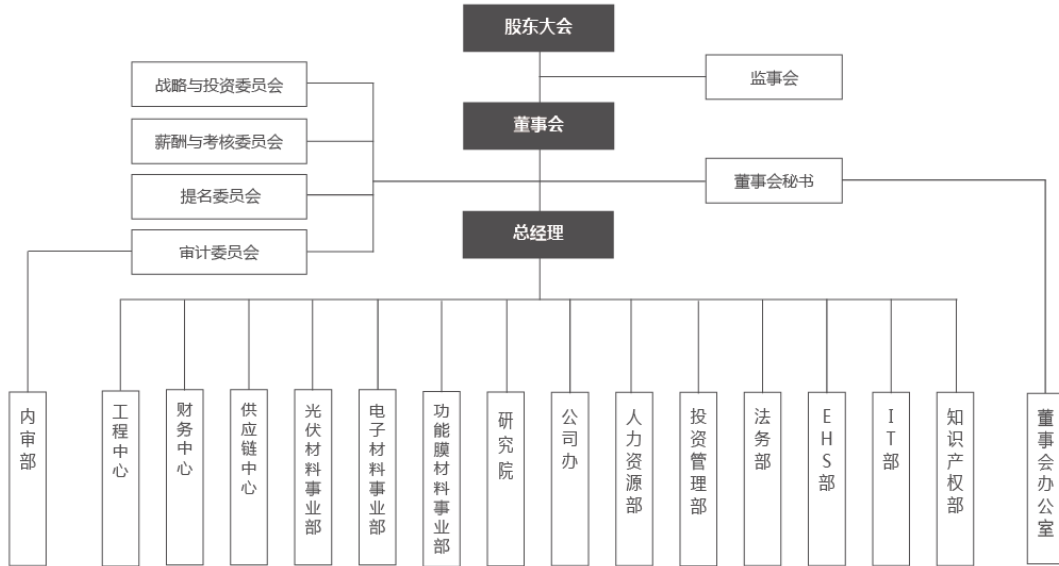 股东大会
监事会
战略与投资委员会
董事会
薪酬与考核委员会
董事会秘书
提名委员会
总经理
审计委员会
内审部
工程中心
财务中心
供应链中心
光伏材料事业部
电子材料事业部
功能膜材料事业部
研究院
公司办
人力资源部
投资管理部
法务部
EHS部
IT部
知识产权部
董事会办公室